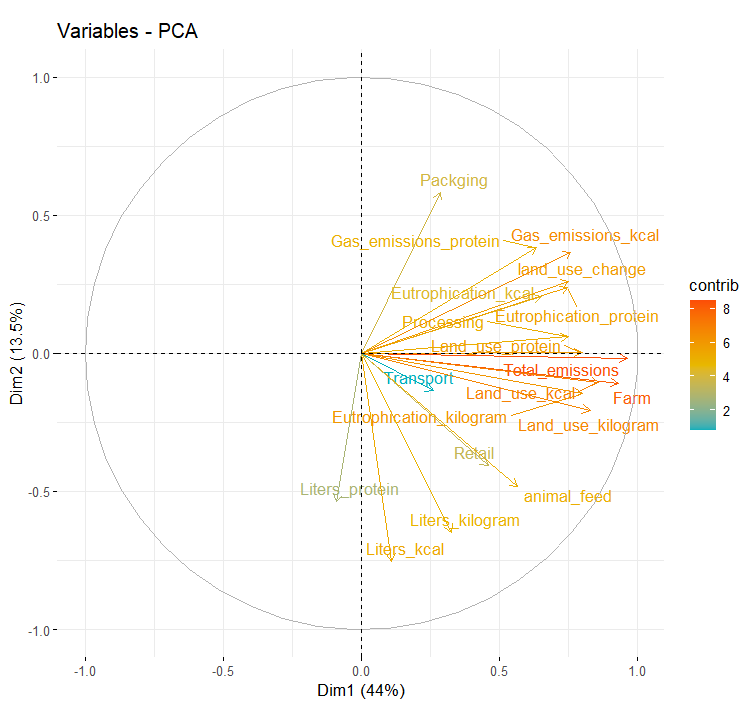 Variables - PCA
1.0
0.5
0.0
-0.5
-1.0
Dim2 (13.5%)
Packging
Gas_emissions_protein
Gas_emissions_kcal
land_use_change
Eutrophication_kcal
Eutrophication_protein
Processing
Land_use_protein
Total_emissions
Transport
Land_use_kcal
Farm
Eutrophication_kilogram
Land_use_kilogram
Retail
Liters_protein
animal_feed
Liters_kilogram
Liters_kcal
-1.0
-0.5
0.0
0.5
1.0
Dim1 (44%)
contrib
8
6
4
2